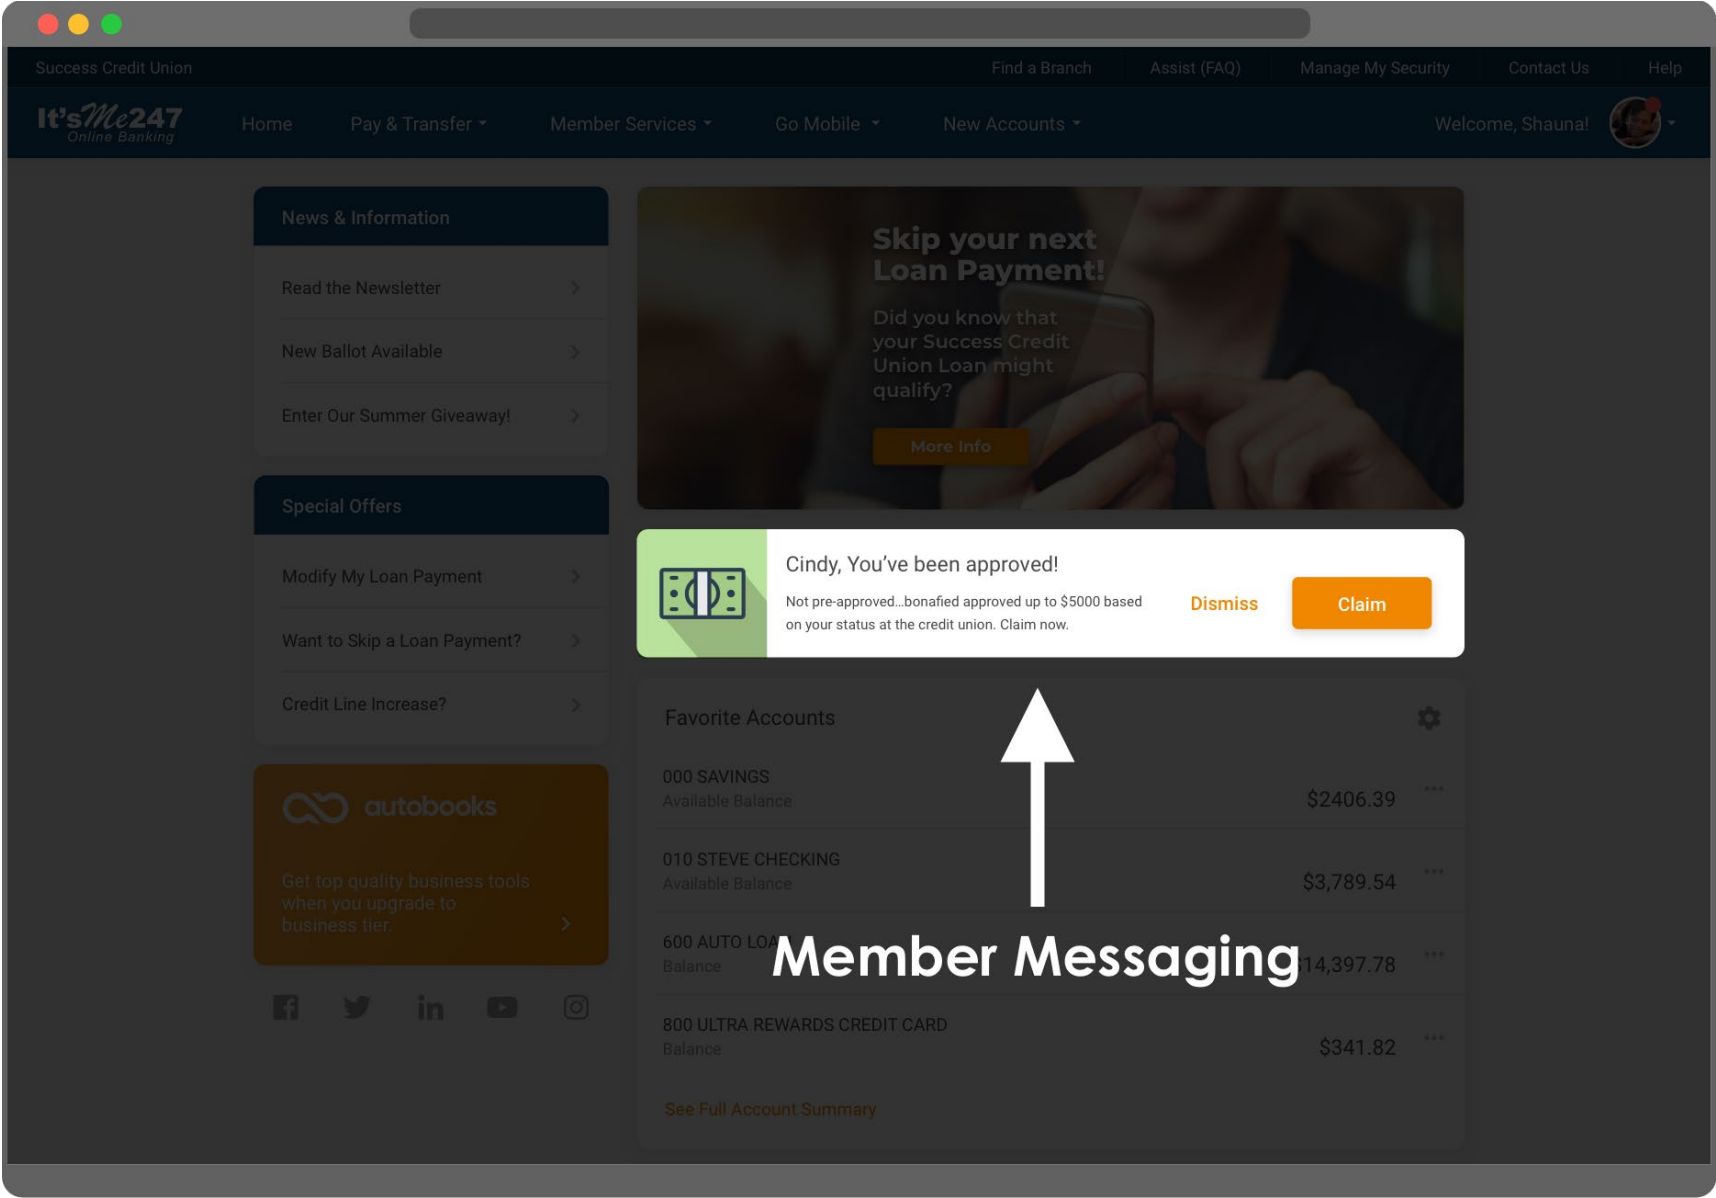 Success Credit Union
Find a Branch
Assist (FAQ)
Manage My Security
Contact Us
Help
It's Me 247
Online Banking
Home
Pay & Transfer
Member Services
Go Mobile
New Accounts
Welcome, Shauna!
News & Information
Read the Newsletter
New Ballot Available
Enter Our Summer Giveaway!
Special Offers
Modify My Loan Payment
Want to Skip a Loan Payment?
Credit Line Increase?
autobooks
Get top quality business tools
when you upgrade to
business tier.
Skip your next
Loan Payment!
Did you know that
your Success Credit
Union Loan might
qualify?
More Info
Cindy, You've been approved!
Not pre-approved...bonafied approved up to $5000 based
on your status at the credit union. Claim now.
Dismiss
Claim
Favorite Accounts
000 SAVINGS
Available Balance
$2406.39
010 STEVE CHECKING
Available Balance
$3,789.54
600 AUTO
Balance
14,397.78
Member Messaging
800 ULTRA REWARDS CREDIT CARD
Balance
$341.82
See Full Account Summary